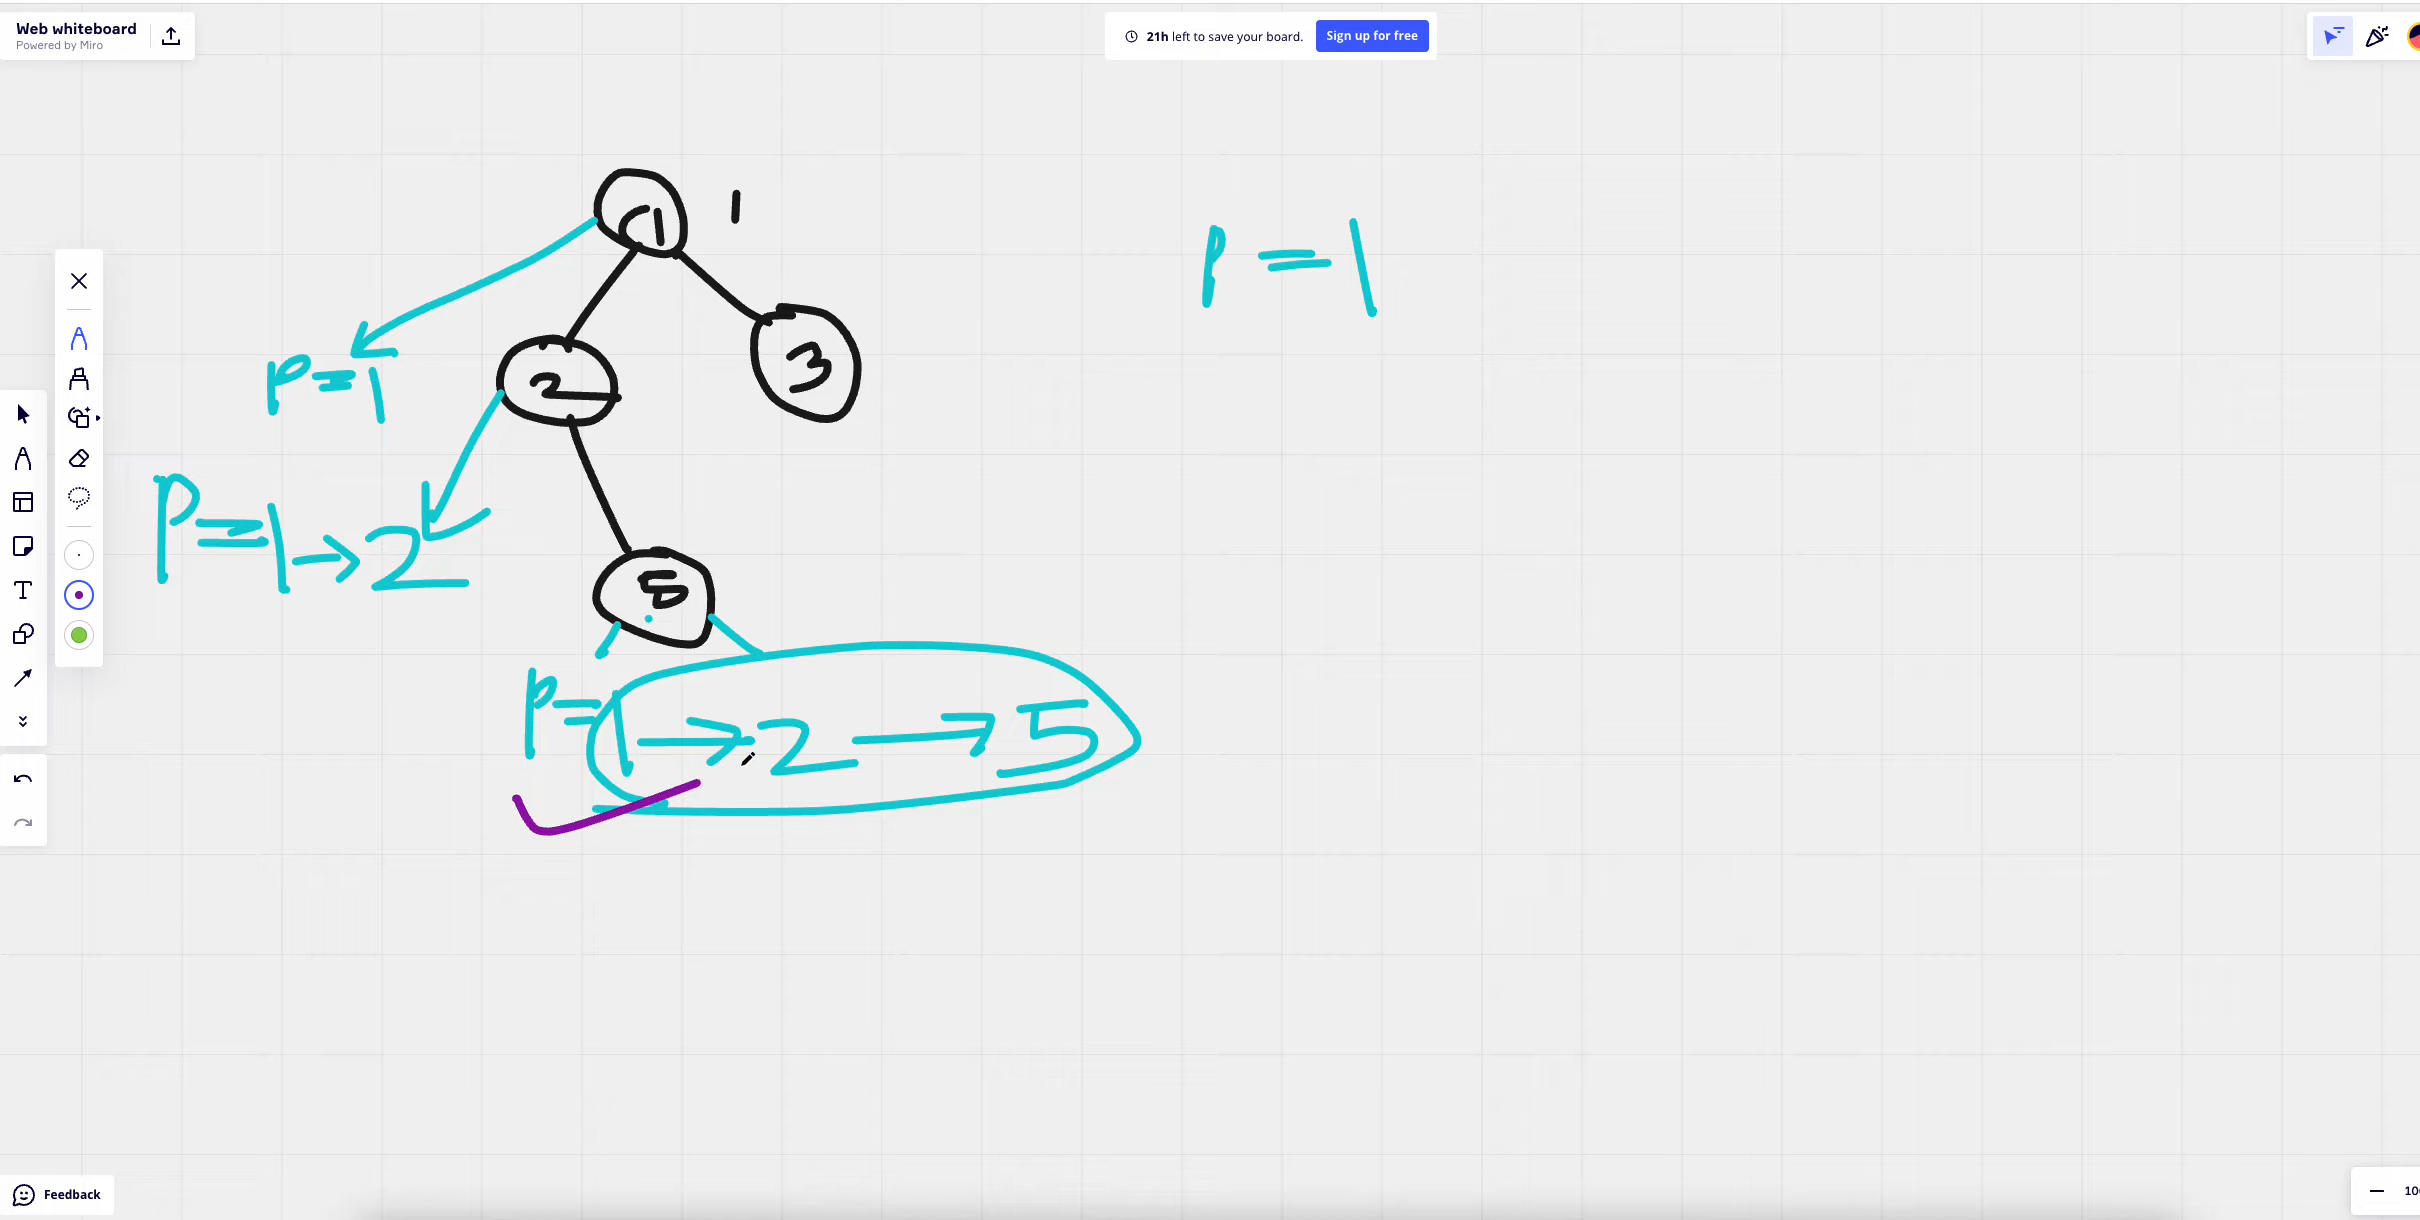 Web whiteboard
Powered by Miro
21h left to save your board.
Sign up for free
1
1
P = 1
2
3
P = 1
P = 1 → 2
5
P = 1 → 2 → 5
T
Feedback